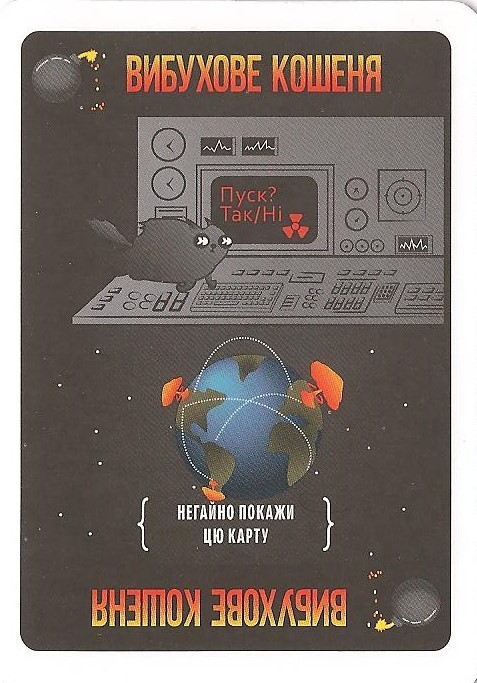 ВИБУХОВЕ КОШЕНЯ
Пуск?
Так/Ні
НЕГАЙНО ПОКАЖИ
ЦЮ КАРТУ
ВИБУХОВЕ КОШЕНЯ